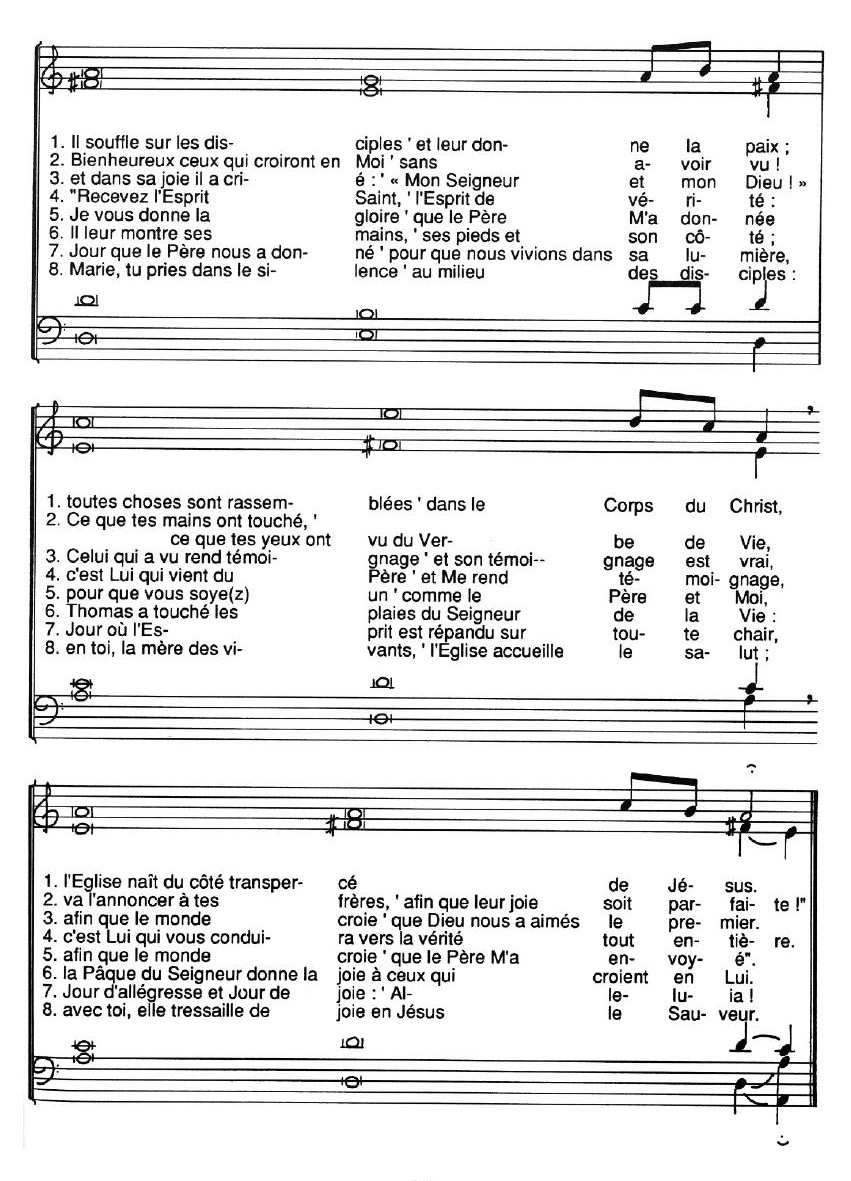 1. Il souffle sur les dis- ciples ' et leur don- ne la paix ;
2. Bienheureux ceux qui croiront en Moi ' sans a- voir vu !
3. et dans sa joie il a cri- é : ' « Mon Seigneur et mon Dieu ! »
4. "Recevez l'Esprit Saint, ' l'Esprit de vé- ri- té :
5. Je vous donne la gloire ' que le Père M'a don- née
6. Il leur montre ses mains, ' ses pieds et son cô- té ;
7. Jour que le Père nous a don- né ' pour que nous vivions dans sa lu- mière,
8. Marie, tu pries dans le si- lence ' au milieu des dis- ciples :
1. toutes choses sont rassem- blées ' dans le Corps du Christ,
2. Ce que tes mains ont touché, '
ce que tes yeux ont vu du Ver- be de Vie,
3. Celui qui a vu rend témoi- gnage ' et son témoi-- gnage est vrai,
4. c'est Lui qui vient du Père ' et Me rend té- moi- gnage,
5. pour que vous soye(z) un ' comme le Père et Moi,
6. Thomas a touché les plaies du Seigneur de la Vie :
7. Jour où l'Es- prit est répandu sur tou- te chair,
8. en toi, la mère des vi- vants, ' l'Eglise accueille le sa- lut ;
1. l'Eglise naît du côté transper- cé de Jé- sus.
2. va l'annoncer à tes frères, ' afin que leur joie soit par- fai- te !"
3. afin que le monde croie ' que Dieu nous a aimés le pre- mier.
4. c'est Lui qui vous condui- ra vers la vérité tout en- tiè- re.
5. afin que le monde croie ' que le Père M'a en- voy- é".
6. la Pâque du Seigneur donne la joie à ceux qui croient en Lui.
7. Jour d'allégresse et Jour de joie : ' Al- le- lu- ia !
8. avec toi, elle tressaille de joie en Jésus le Sau- veur.